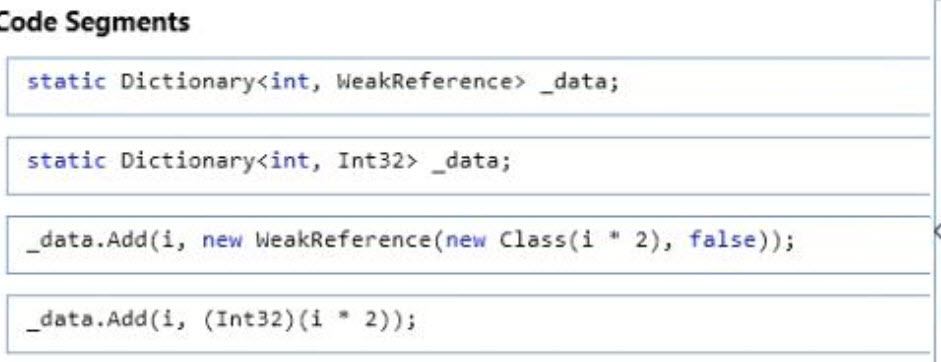 Code Segments
static Dictionary<int, WeakReference> _data;
static Dictionary<int, Int32> _data;
_data.Add(i, new WeakReference(new Class(i * 2), false));
_data.Add(i, (Int32)(i * 2));